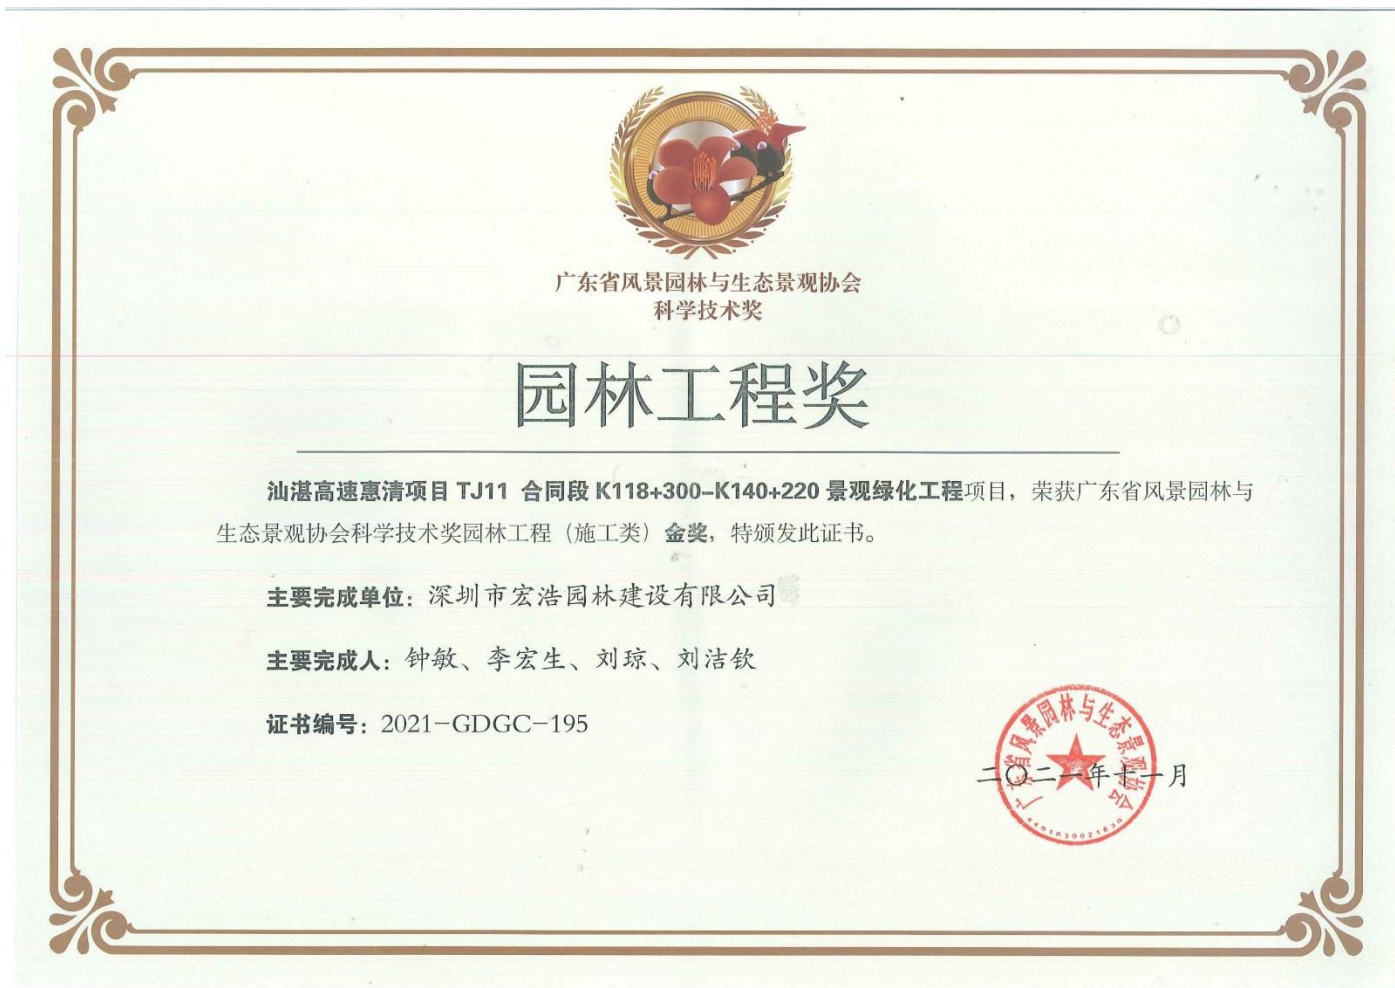 广东省风景园林与生态景观协会
科学技术奖
园林工程奖
汕湛高速惠清项目 TJ11 合同段 K118+300-K140+220 景观绿化工程项目，荣获广东省风景园林与
生态景观协会科学技术奖园林工程（施工类）金奖，特颁发此证书。
主要完成单位：深圳市宏浩园林建设有限公司
主要完成人：钟敏、李宏生、刘琼、刘洁钦
证书编号：2021-GDGC-195
广东省风景园林与生态景观协会
二〇二一年十一月